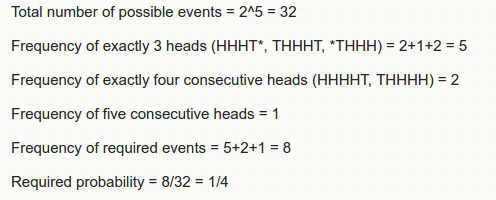 Total number of possible events = 2^5 = 32
Frequency of exactly 3 heads (HHHT*, THHHT, *THHH) = 2+1+2 = 5
Frequency of exactly four consecutive heads (HHHHT, THHHH) = 2
Frequency of five consecutive heads = 1
Frequency of required events = 5+2+1 = 8
Required probability = 8/32 = 1/4